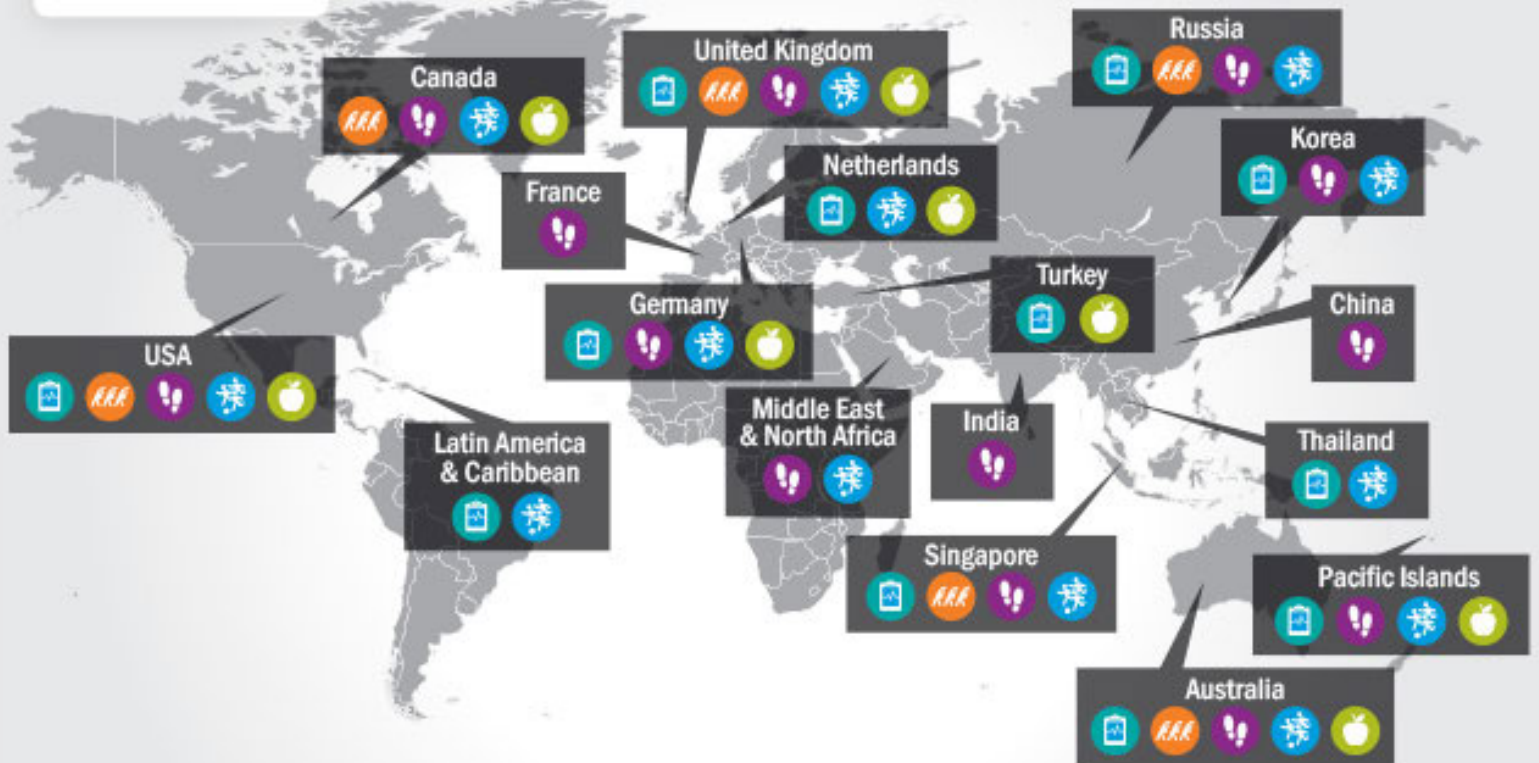 Russia
United Kingdom
Canada
Korea
Netherlands
France
Turkey
Germany
China
USA
Middle East
& North Africa
India
Latin America
& Caribbean
Thailand
Singapore
Pacific Islands
Australia